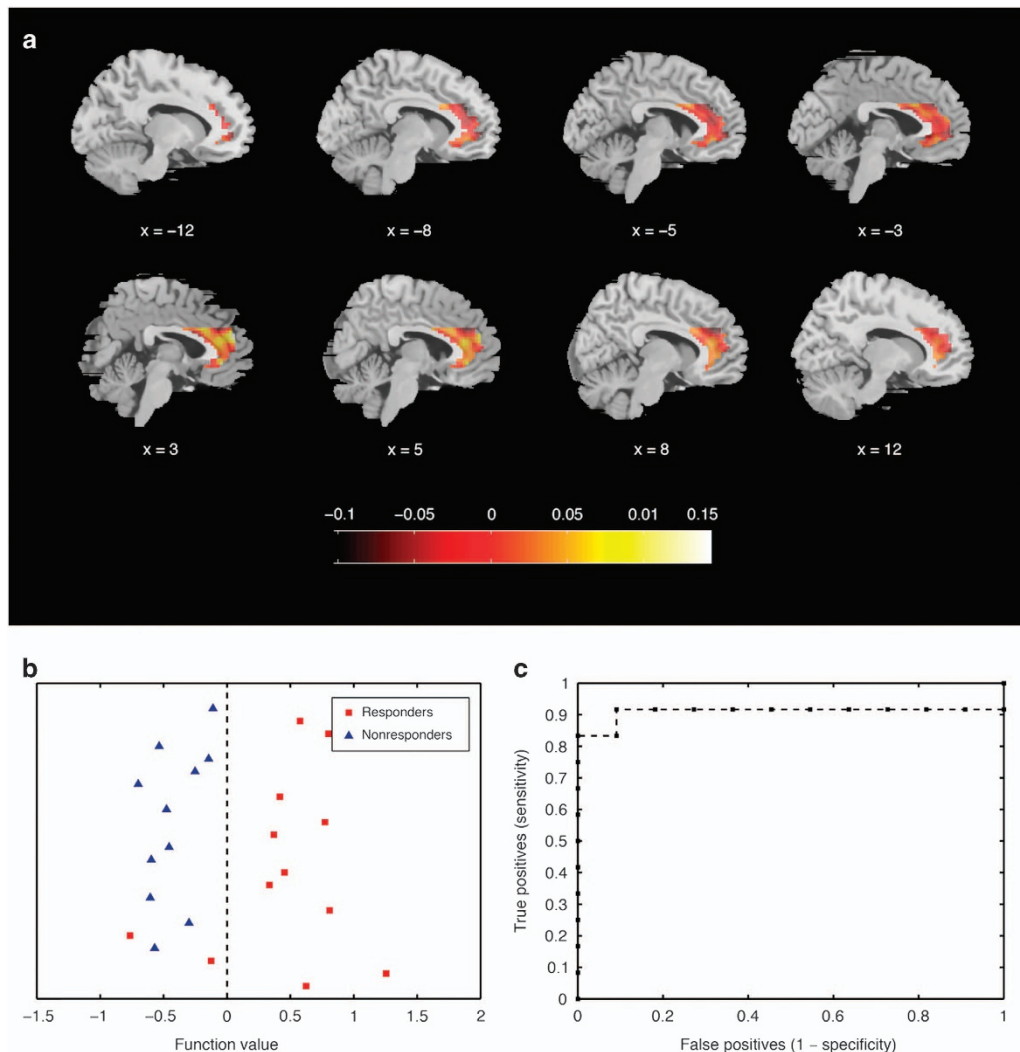 a
x = –12
x = –8
x = –5
x = –3
x = 3
x = 5
x = 8
x = 12
–0.1 –0.05 0 0.05 0.01 0.15
b
Responders
Nonresponders
–1.5 –1 –0.5 0 0.5 1 1.5 2
Function value
c
1
0.9
0.8
0.7
0.6
0.5
0.4
0.3
0.2
0.1
0
True positives (sensitivity)
0 0.2 0.4 0.6 0.8 1
False positives (1 – specificity)